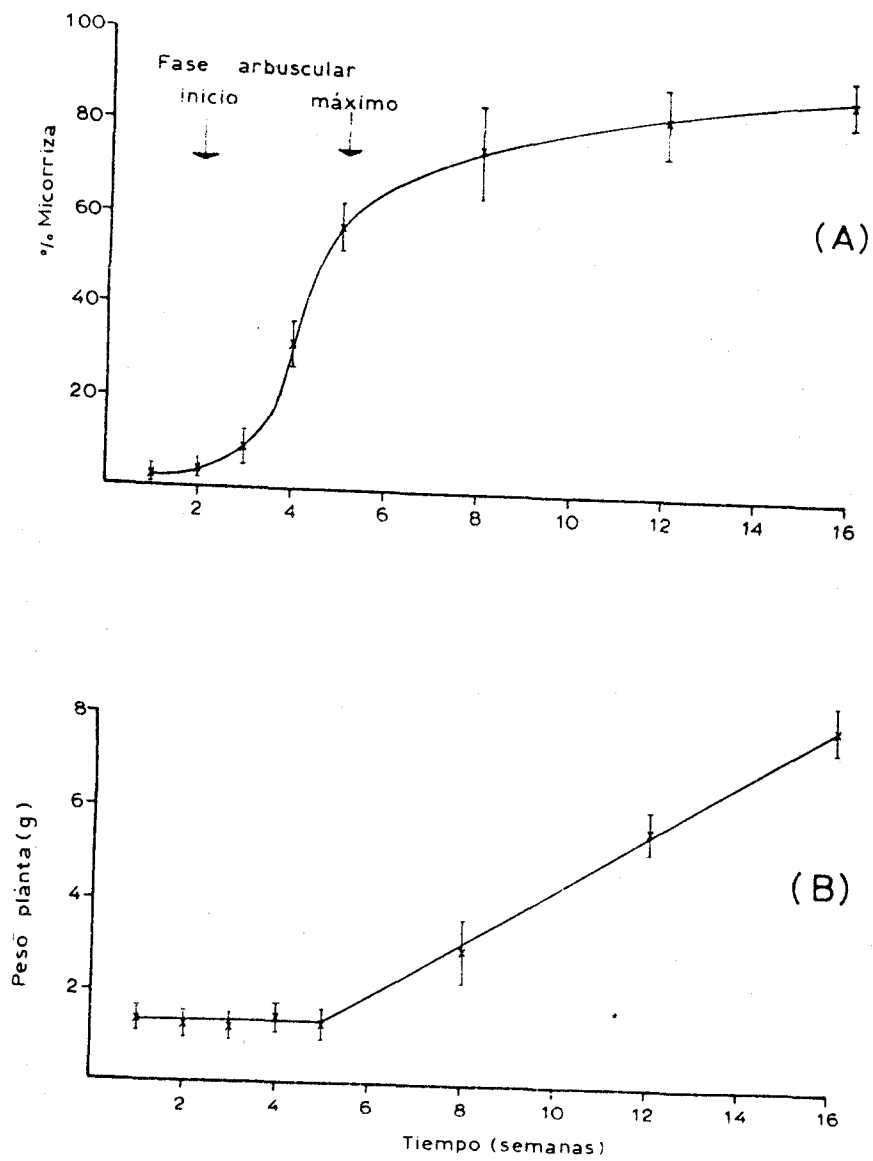 100
80
60
40
20
% Micorriza
Fase arbuscular
inicio máximo
(A)
2 4 6 8 10 12 14 16
8
6
4
2
Peso planta (g)
(B)
2 4 6 8 10 12 14 16
Tiempo (semanas)